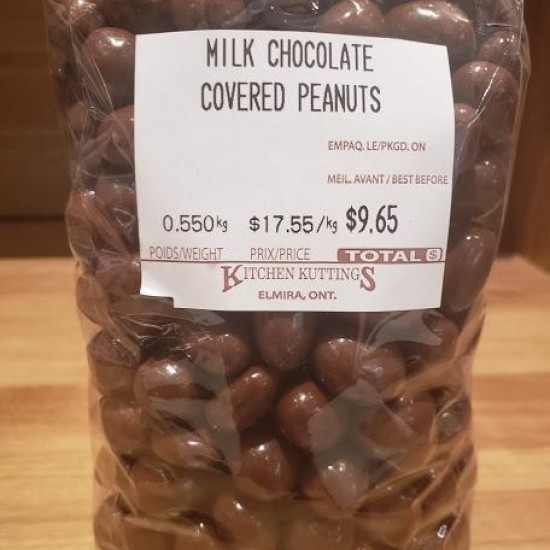 MILK CHOCOLATE
COVERED PEANUTS
EMPAQ. LE/PKGD. ON
MEIL. AVANT / BEST BEFORE
0.550kg $17.55/kg $9.65
POIDS/WEIGHT PRIX/PRICE TOTAL $
KITCHEN KUTTINGS
ELMIRA, ONT.